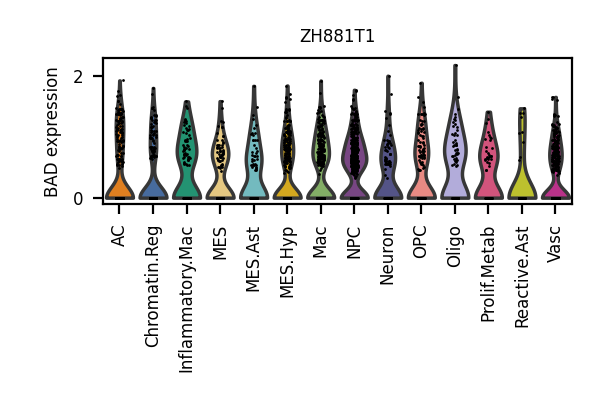 ZH881T1
BAD expression
2
0
AC
Chromatin.Reg
Inflammatory.Mac
MES
MES.Ast
MES.Hyp
Mac
NPC
Neuron
OPC
Oligo
Prolif.Metab
Reactive.Ast
Vasc